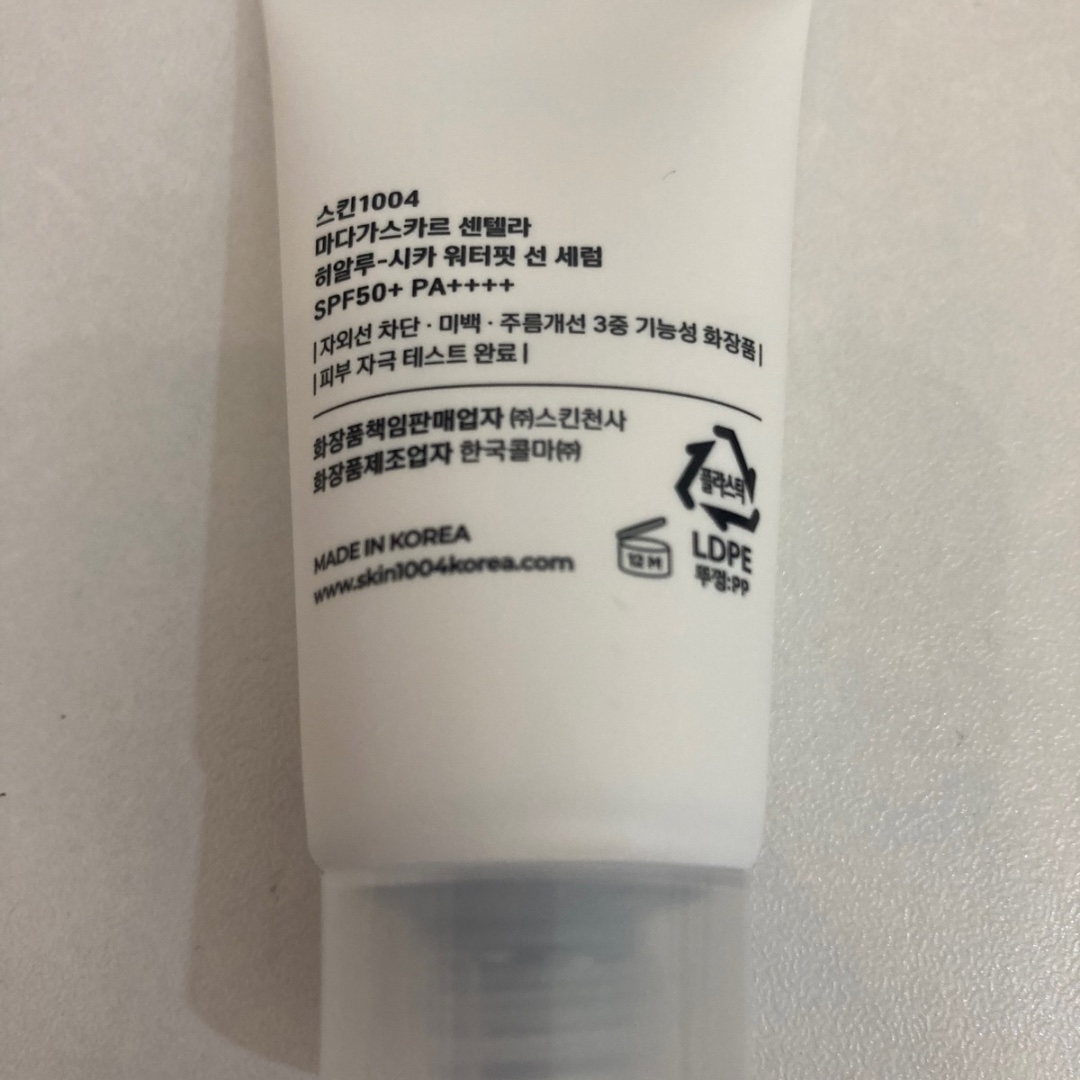 스킨1004
마다가스카르 센텔라
히알루-시카 워터핏 선 세럼
SPF50+ PA++++
|자외선 차단 · 미백 · 주름개선 3중 기능성 화장품|
|피부 자극 테스트 완료|
화장품책임판매업자 ㈜스킨천사
화장품제조업자 한국콜마㈜
플라스틱
MADE IN KOREA
www.skin1004korea.com
12 M
LDPE
뚜껑:PP